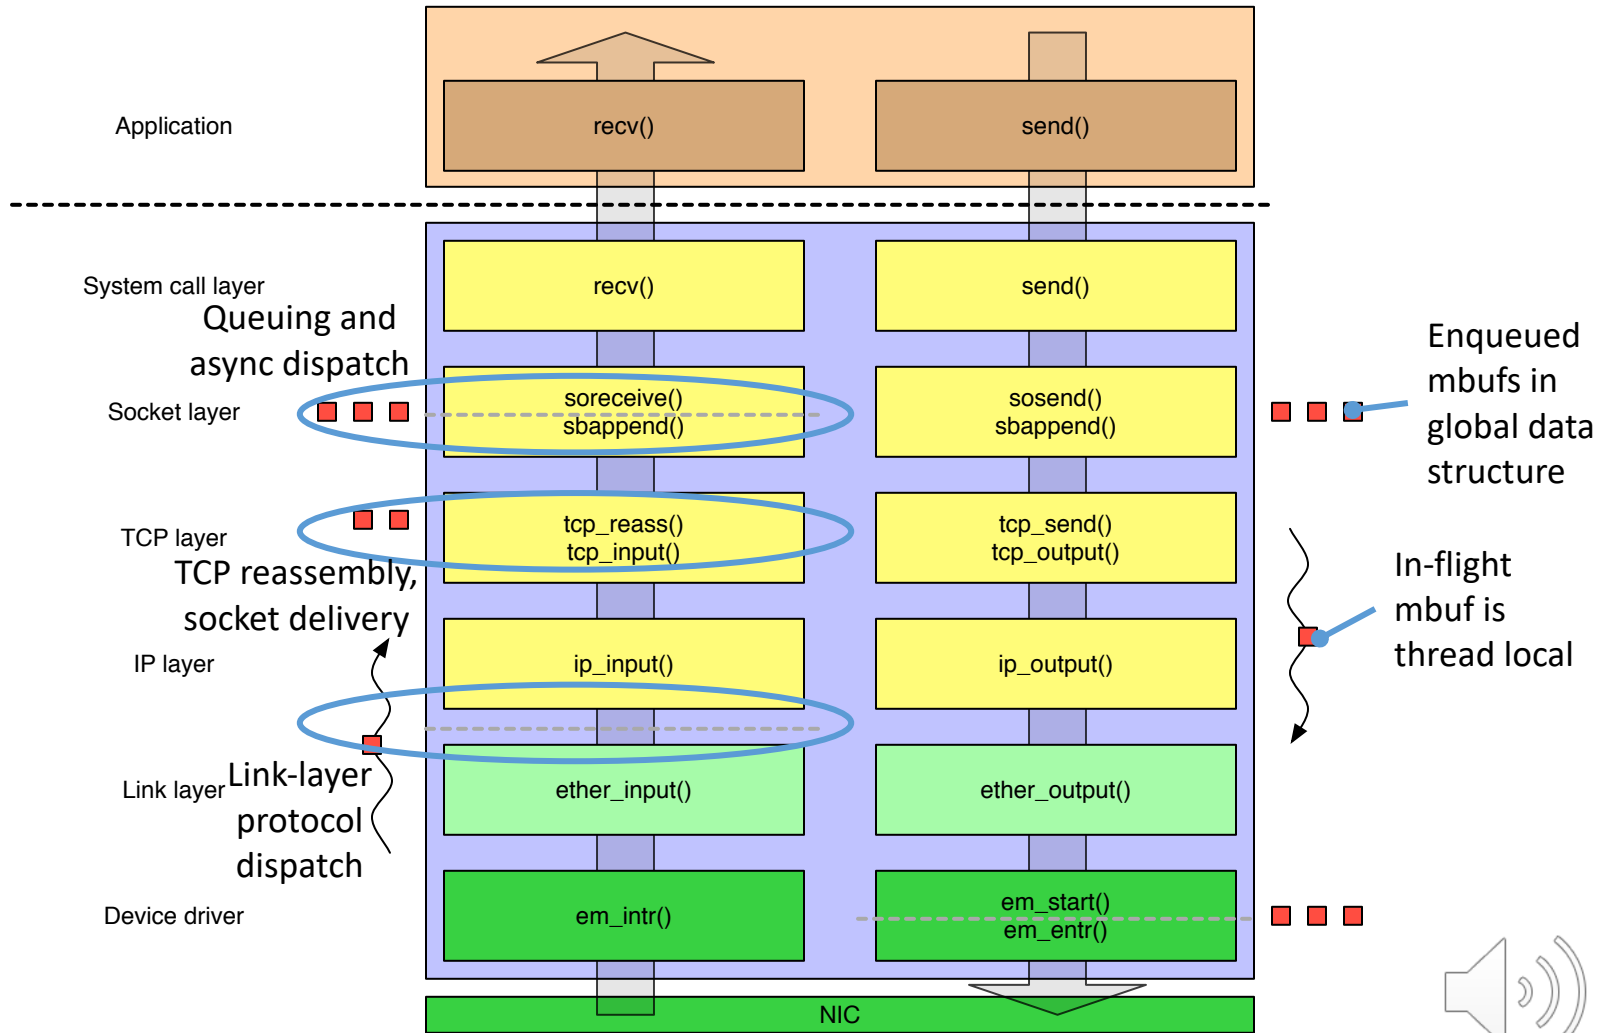 Application
recv()
send()
System call layer
recv()
send()
Queuing and
async dispatch
Socket layer
soreceive()
sbappend()
sosend()
sbappend()
Enqueued
mbufs in
global data
structure
TCP layer
tcp_reass()
tcp_input()
tcp_send()
tcp_output()
TCP reassembly,
socket delivery
In-flight
mbuf is
thread local
IP layer
ip_input()
ip_output()
Link layer
Link-layer
protocol
dispatch
ether_input()
ether_output()
Device driver
em_intr()
em_start()
em_entr()
NIC